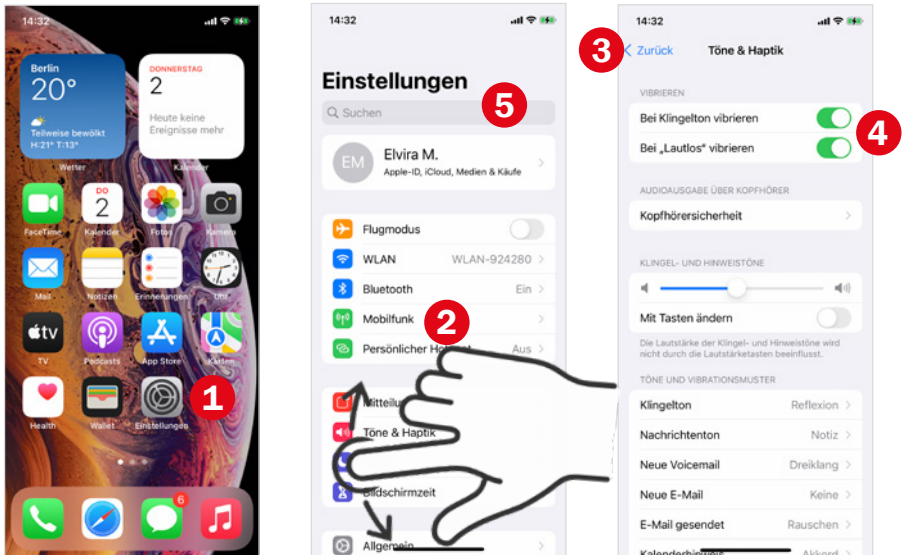 14:32
Berlin
20°
Teilweise bewölkt
H:21° T:13°
Wetter
DONNERSTAG
2
Heute keine
Ereignisse mehr
Kalender
FaceTime
DO
2
Kalender
Fotos
Kamera
Mail
Notizen
Erinnerungen
Uhr
tv
TV
Podcasts
App Store
Karten
Health
Wallet
Einstellungen
1
6
14:32
Einstellungen
Suchen
5
EM
Elvira M.
Apple-ID, iCloud, Medien & Käufe
Flugmodus
WLAN WLAN-924280
Bluetooth Ein
Mobilfunk
2
Persönlicher Hotspot Aus
Mitteilu
Töne & Haptik
Bildschirmzeit
Allgemein
14:32
3
Zurück Töne & Haptik
VIBRIEREN
Bei Klingelton vibrieren
4
Bei „Lautlos“ vibrieren
AUDIOAUSGABE ÜBER KOPFHÖRER
Kopfhörersicherheit
KLINGEL- UND HINWEISTÖNE
Mit Tasten ändern
Die Lautstärke der Klingel- und Hinweistöne wird
nicht durch die Lautstärketasten beeinflusst.
TÖNE UND VIBRATIONSMUSTER
Klingelton Reflexion
Nachrichtenton Notiz
Neue Voicemail Dreiklang
Neue E-Mail Keine
E-Mail gesendet Rauschen
Kalenderhinweis Akkord